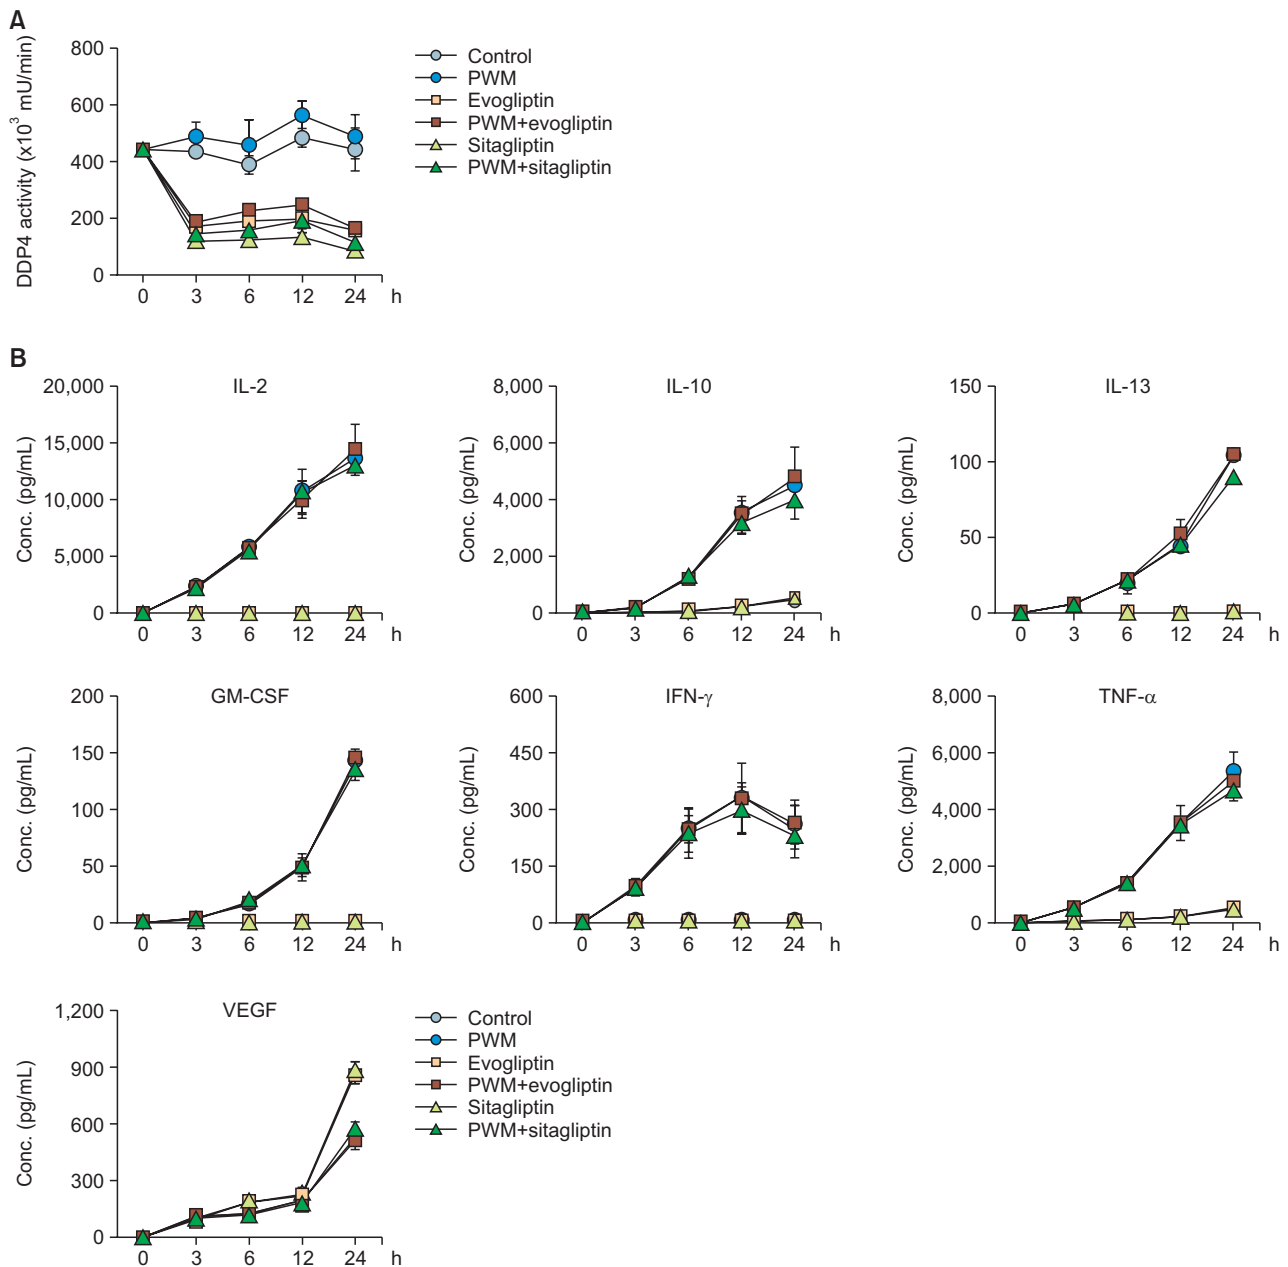 A
DDP4 activity (x10³ mU/min)
800
600
400
200
0
0 3 6 12 24 h
Control
PWM
Evogliptin
PWM+evogliptin
Sitagliptin
PWM+sitagliptin
B
IL-2
Conc. (pg/mL)
20,000
15,000
10,000
5,000
0
0 3 6 12 24 h
IL-10
Conc. (pg/mL)
8,000
6,000
4,000
2,000
0
0 3 6 12 24 h
IL-13
Conc. (pg/mL)
150
100
50
0
0 3 6 12 24 h
GM-CSF
Conc. (pg/mL)
200
150
100
50
0
0 3 6 12 24 h
IFN-γ
Conc. (pg/mL)
600
450
300
150
0
0 3 6 12 24 h
TNF-α
Conc. (pg/mL)
8,000
6,000
4,000
2,000
0
0 3 6 12 24 h
VEGF
Conc. (pg/mL)
1,200
900
600
300
0
0 3 6 12 24 h
Control
PWM
Evogliptin
PWM+evogliptin
Sitagliptin
PWM+sitagliptin